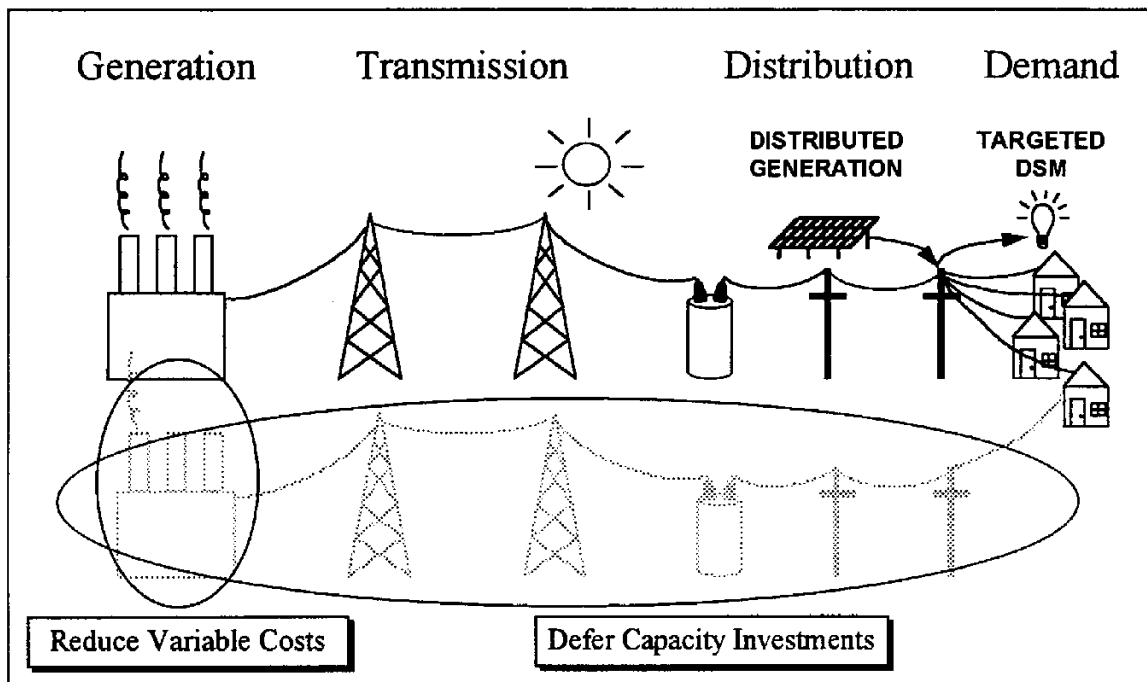 Generation Transmission Distribution Demand
DISTRIBUTED
GENERATION
TARGETED
DSM
Reduce Variable Costs
Defer Capacity Investments